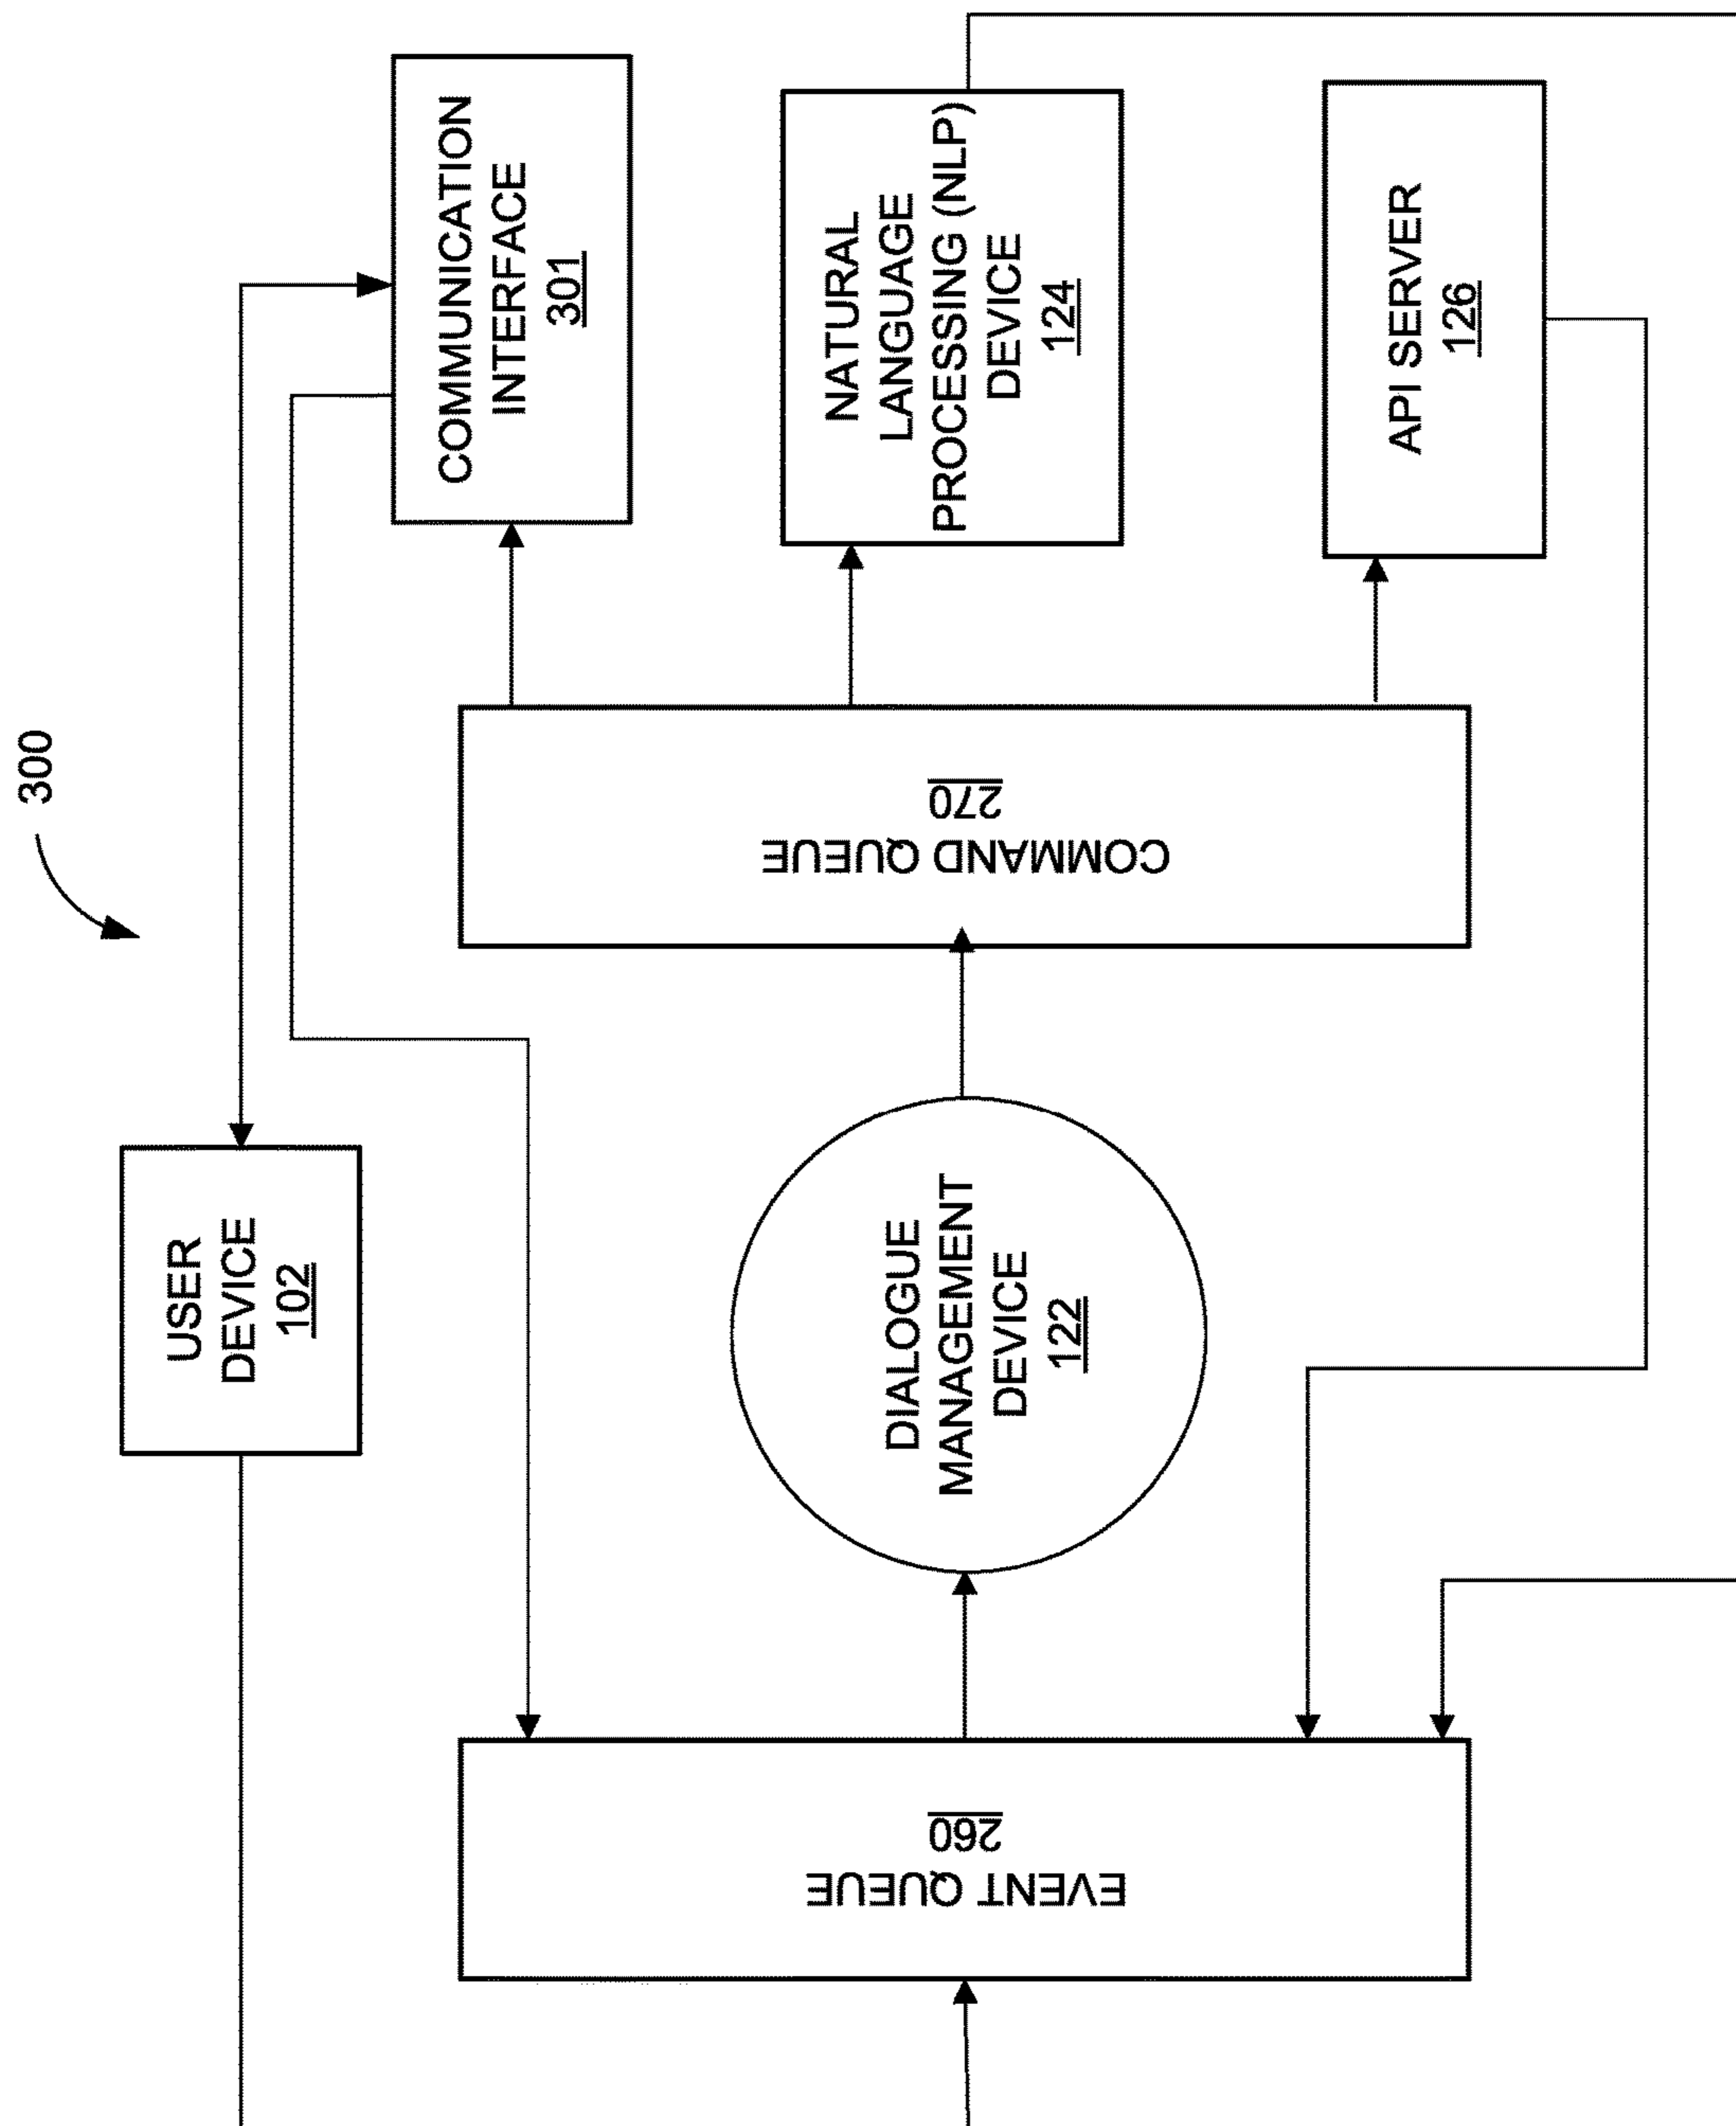 300
USER
DEVICE
102
COMMUNICATION
INTERFACE
301
EVENT QUEUE
260
DIALOGUE
MANAGEMENT
DEVICE
122
COMMAND QUEUE
270
NATURAL
LANGUAGE
PROCESSING (NLP)
DEVICE
124
API SERVER
126